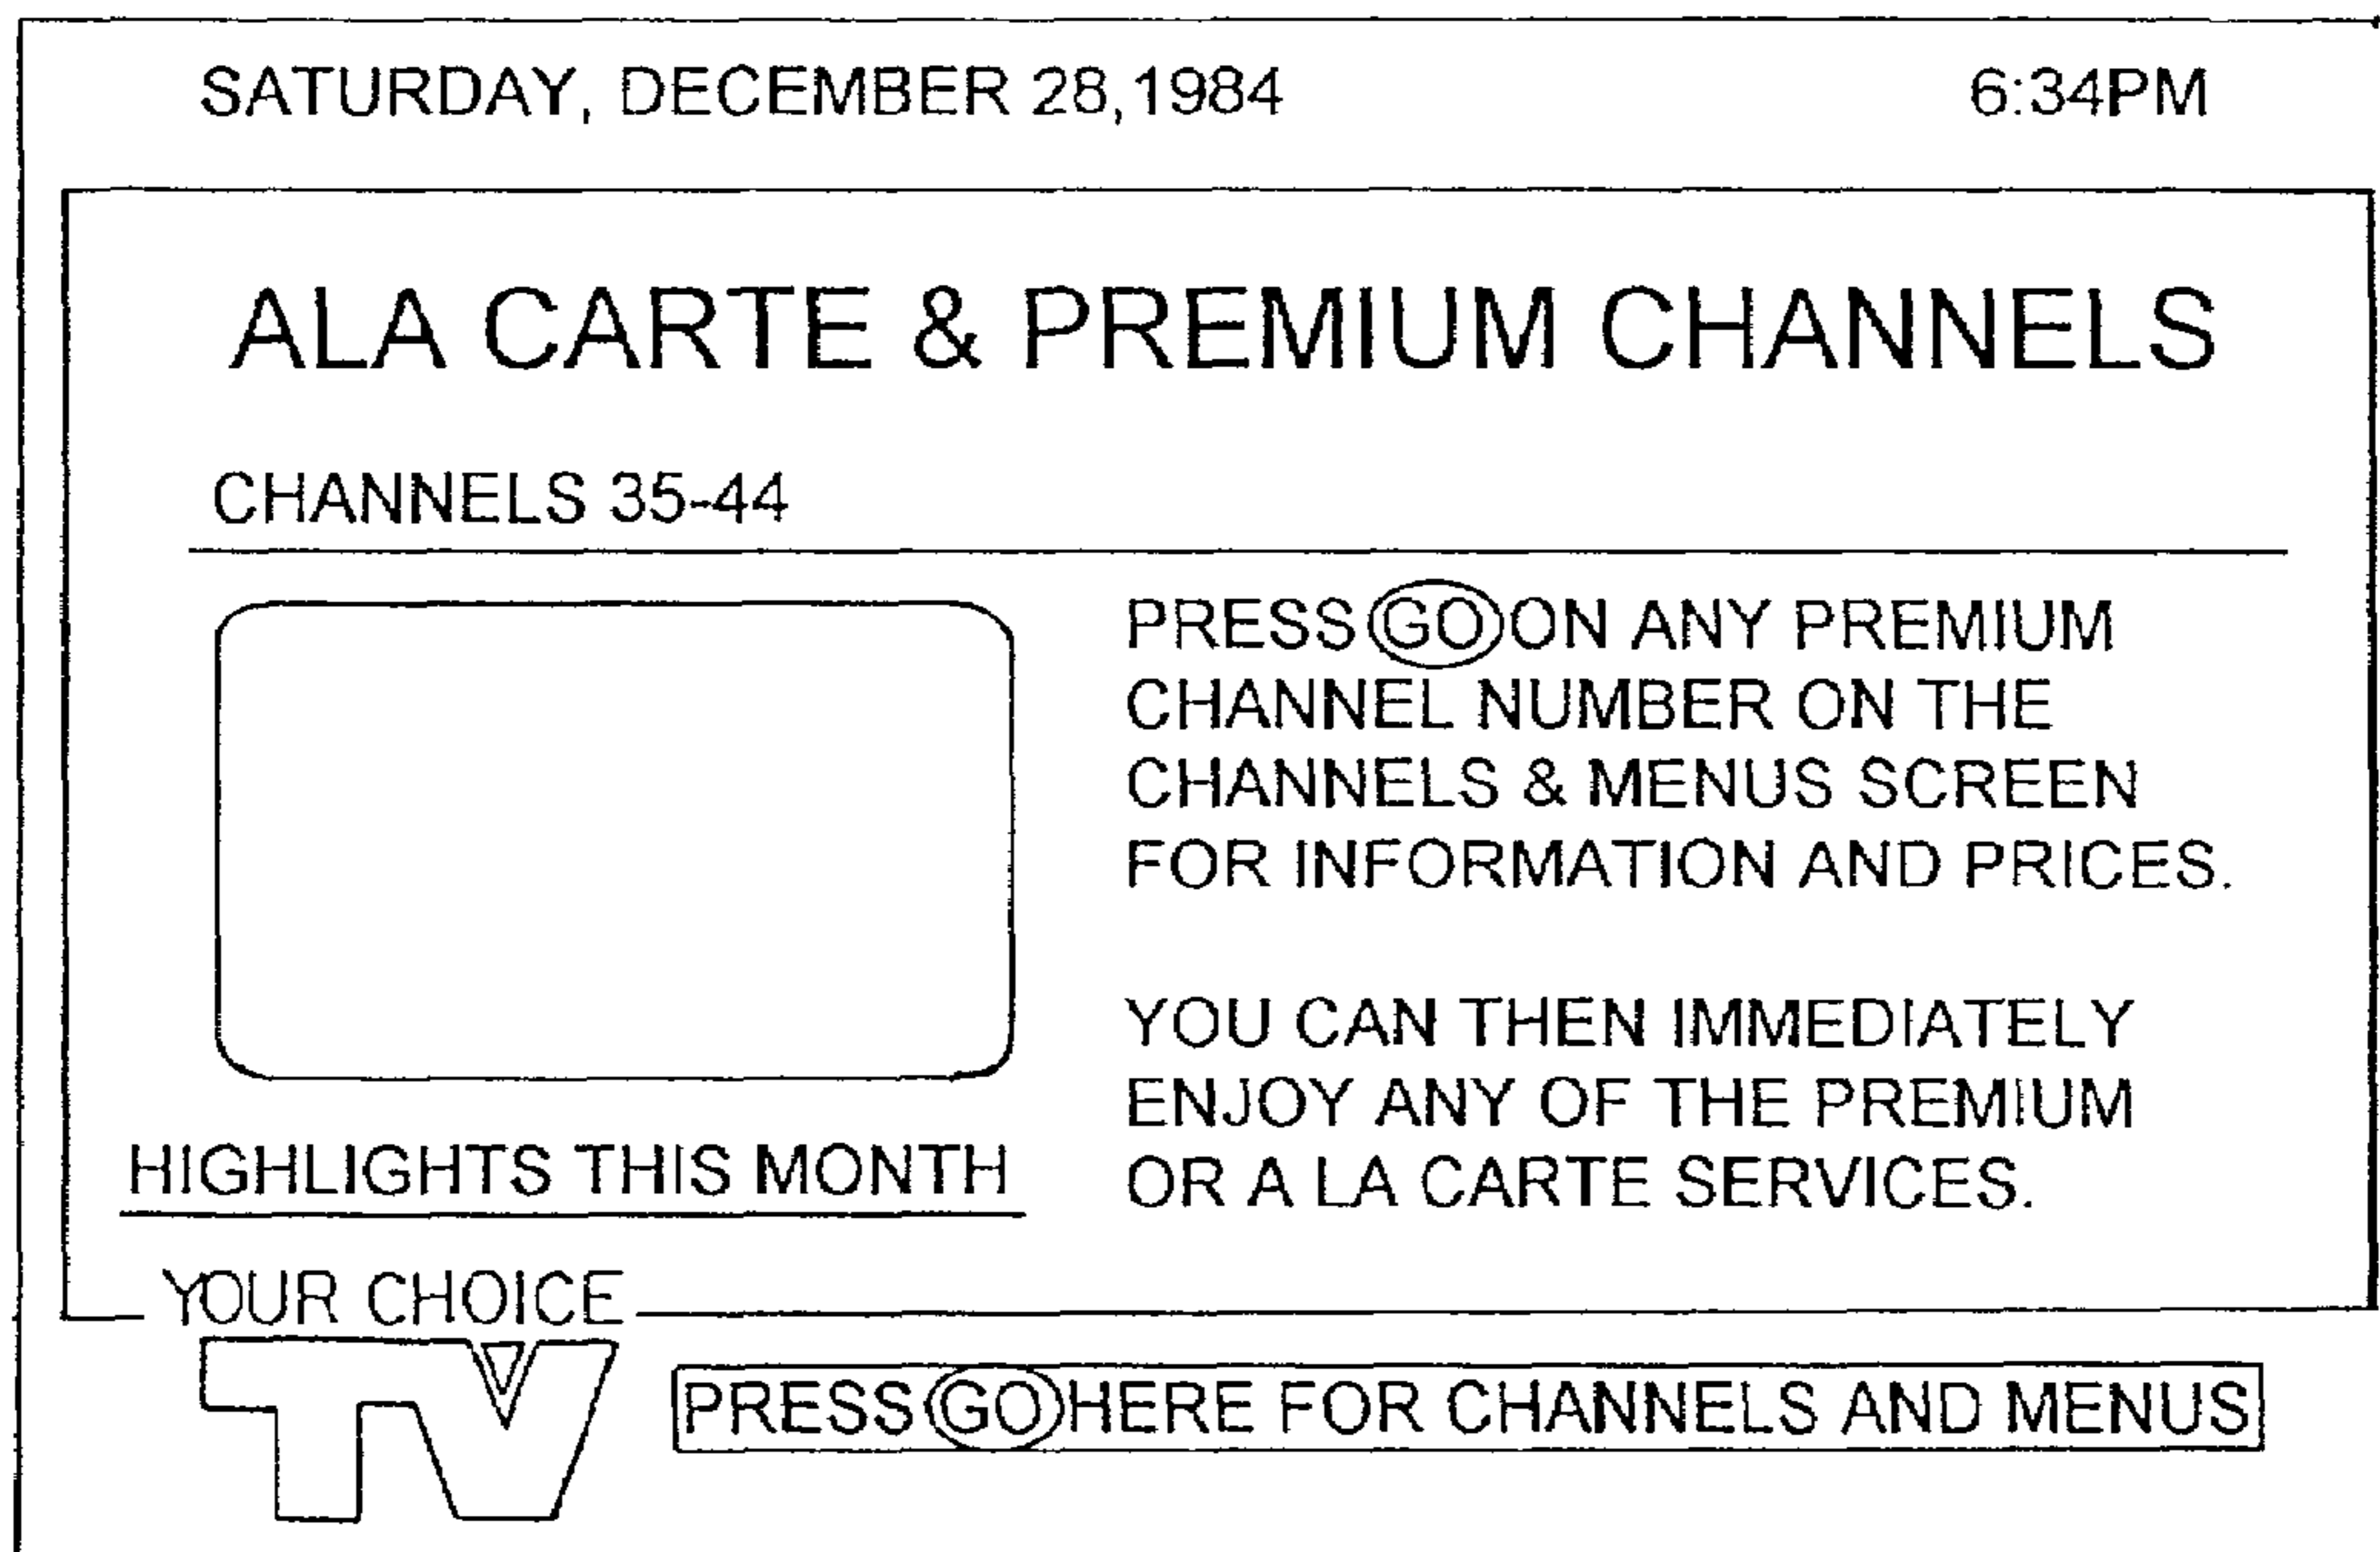 SATURDAY, DECEMBER 28,1984 6:34PM
ALA CARTE & PREMIUM CHANNELS
CHANNELS 35-44
PRESS GO ON ANY PREMIUM
CHANNEL NUMBER ON THE
CHANNELS & MENUS SCREEN
FOR INFORMATION AND PRICES.
YOU CAN THEN IMMEDIATELY
ENJOY ANY OF THE PREMIUM
OR A LA CARTE SERVICES.
HIGHLIGHTS THIS MONTH
YOUR CHOICE
TV
PRESS GO HERE FOR CHANNELS AND MENUS